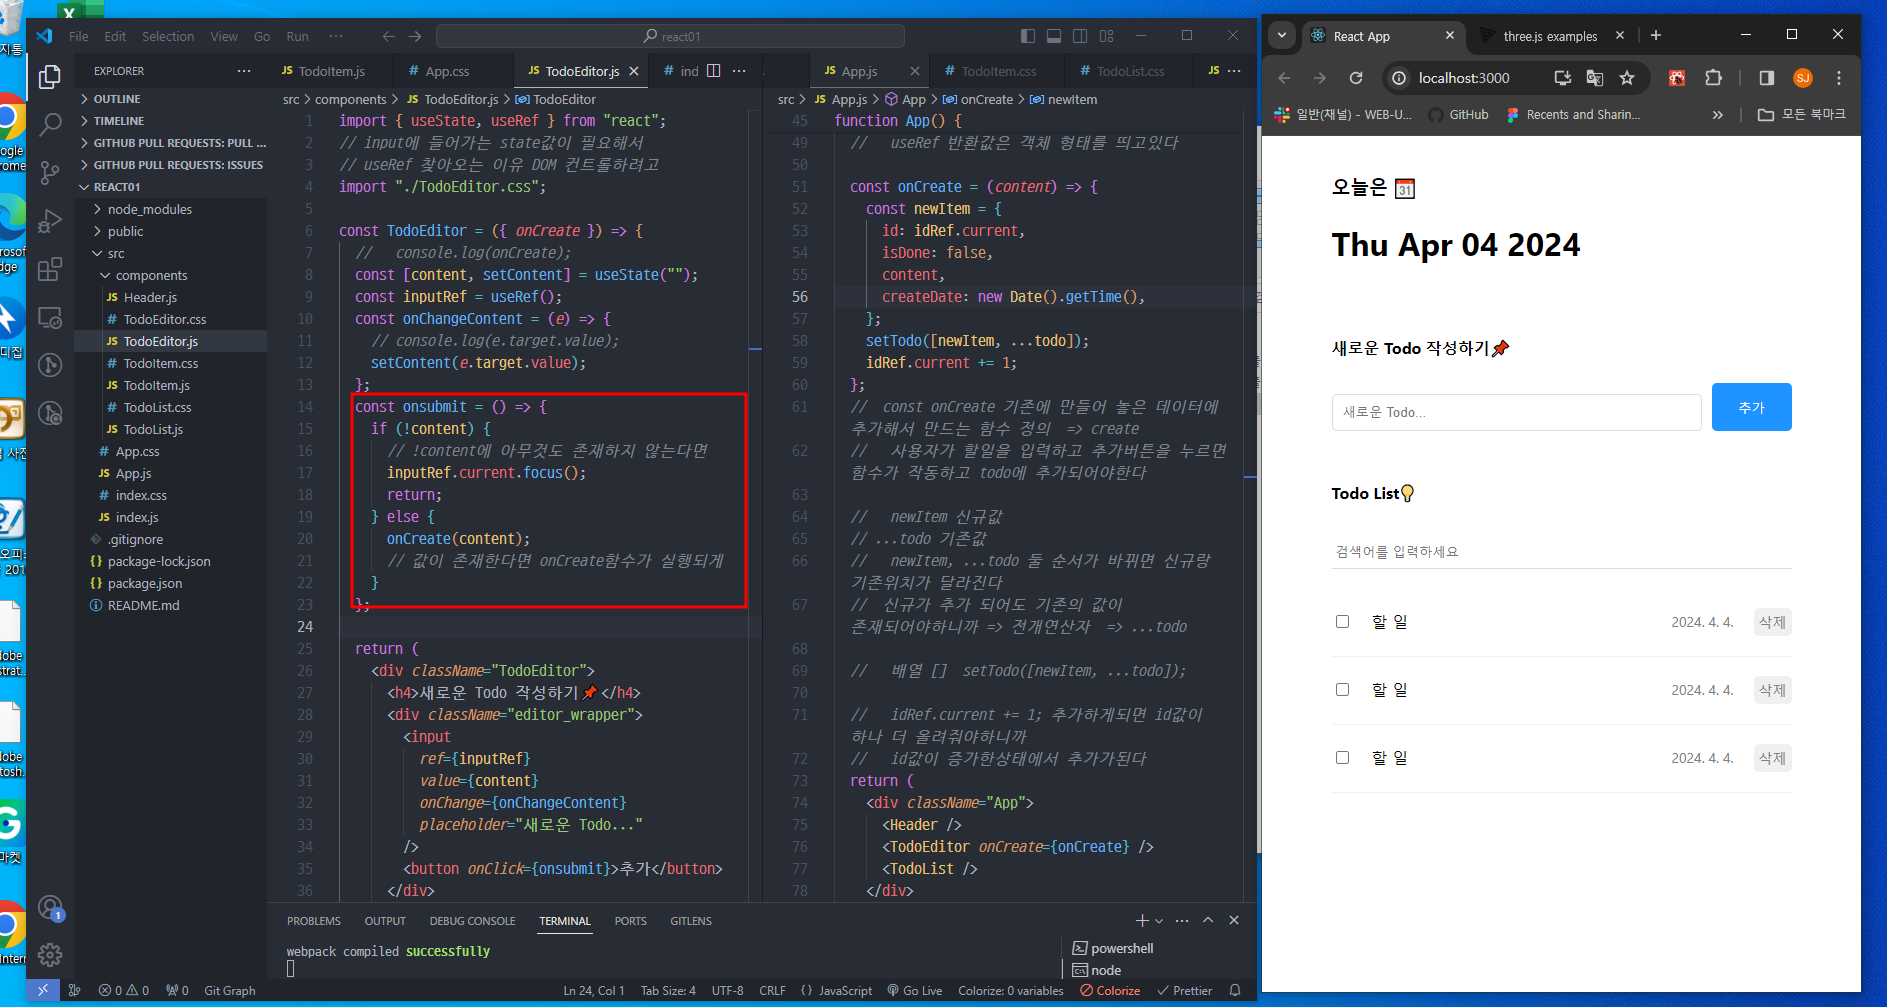 File Edit Selection View Go Run ··· react01
EXPLORER ···
OUTLINE
TIMELINE
GITHUB PULL REQUESTS: PULL ...
GITHUB PULL REQUESTS: ISSUES
REACT01
node_modules
public
src
components
JS Header.js
# TodoEditor.css
JS TodoEditor.js
# TodoItem.css
JS TodoItem.js
# TodoList.css
JS TodoList.js
# App.css
JS App.js
# index.css
JS index.js
.gitignore
{} package-lock.json
{} package.json
README.md
JS TodoItem.js # App.css JS TodoEditor.js JS ind ···
src > components > JS TodoEditor.js > TodoEditor
1 import { useState, useRef } from "react";
2 // input에 들어가는 state값이 필요해서
3 // useRef 찾아오는 이유 DOM 컨트롤하려고
4 import "./TodoEditor.css";
5
6 const TodoEditor = ({ onCreate }) => {
7 // console.log(onCreate);
8 const [content, setContent] = useState("");
9 const inputRef = useRef();
10 const onChangeContent = (e) => {
11 // console.log(e.target.value);
12 setContent(e.target.value);
13 };
14 const onsubmit = () => {
15 if (!content) {
16 // !content에 아무것도 존재하지 않는다면
17 inputRef.current.focus();
18 return;
19 } else {
20 onCreate(content);
21 // 값이 존재한다면 onCreate함수가 실행되게
22 }
23 };
24
25 return (
26 <div className="TodoEditor">
27 <h4>새로운 Todo 작성하기📌</h4>
28 <div className="editor_wrapper">
29 <input
30 ref={inputRef}
31 value={content}
32 onChange={onChangeContent}
33 placeholder="새로운 Todo..."
34 />
35 <button onClick={onsubmit}>추가</button>
36 </div>
JS App.js # TodoItem.css # TodoList.css JS ···
src > JS App.js > App > onCreate > newItem
45 function App() {
49 // useRef 반환값은 객체 형태를 띄고있다
50
51 const onCreate = (content) => {
52 const newItem = {
53 id: idRef.current,
54 isDone: false,
55 content,
56 createDate: new Date().getTime(),
57 };
58 setTodo([newItem, ...todo]);
59 idRef.current += 1;
60 };
61 // const onCreate 기존에 만들어 놓은 데이터에
추가해서 만드는 함수 정의 => create
62 // 사용자가 할일을 입력하고 추가버튼을 누르면
함수가 작동하고 todo에 추가되어야한다
63
64 // newItem 신규값
65 // ...todo 기존값
66 // newItem, ...todo 둘 순서가 바뀌면 신규랑
기존위치가 달라진다
67 // 신규가 추가 되어도 기존의 값이
존재되어야하니까 => 전개연산자 => ...todo
68
69 // 배열 [] setTodo([newItem, ...todo]);
70
71 // idRef.current += 1; 추가하게되면 id값이
하나 더 올려줘야하니까
72 // id값이 증가한상태에서 추가가된다
73 return (
74 <div className="App">
75 <Header />
76 <TodoEditor onCreate={onCreate} />
77 <TodoList />
78 </div>
PROBLEMS OUTPUT DEBUG CONSOLE TERMINAL PORTS GITLENS
webpack compiled successfully
powershell
node
0 0 0 Git Graph Ln 24, Col 1 Tab Size: 4 UTF-8 CRLF {} JavaScript Go Live Colorize: 0 variables Colorize Prettier
1
React App three.js examples
localhost:3000 SJ
일반(채널) - WEB-U... GitHub Recents and Sharin... » 모든 북마크
오늘은 📅
Thu Apr 04 2024
새로운 Todo 작성하기📌
새로운 Todo... 추가
Todo List💡
검색어를 입력하세요
할 일 2024. 4. 4. 삭제
할 일 2024. 4. 4. 삭제
할 일 2024. 4. 4. 삭제